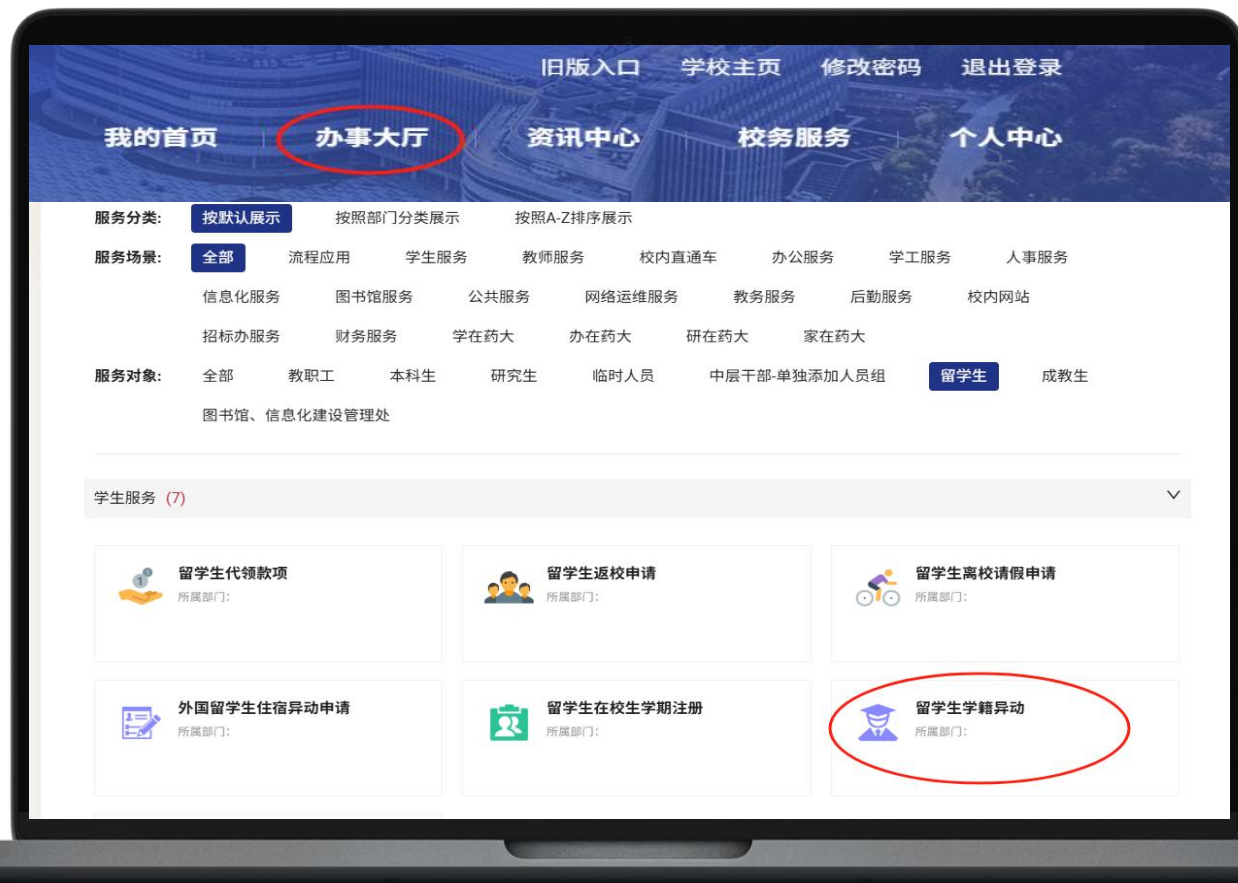 旧版入口 学校主页 修改密码 退出登录
我的首页 办事大厅 资讯中心 校务服务 个人中心
服务分类: 按默认展示 按照部门分类展示 按照A-Z排序展示
服务场景: 全部 流程应用 学生服务 教师服务 校内直通车 办公服务 学工服务 人事服务
信息化服务 图书馆服务 公共服务 网络运维服务 教务服务 后勤服务 校内网站
招标办服务 财务服务 学在药大 办在药大 研在药大 家在药大
服务对象: 全部 教职工 本科生 研究生 临时人员 中层干部-单独添加人员组 留学生 成教生
图书馆、信息化建设管理处
学生服务 (7)
留学生代领款项 留学生返校申请 留学生离校请假申请
所属部门: 所属部门: 所属部门:
外国留学生住宿异动申请 留学生在校生学期注册 留学生学籍异动
所属部门: 所属部门: 所属部门: